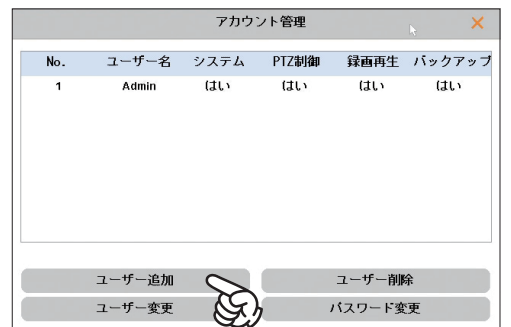 アカウント管理
No. ユーザー名 システム PTZ制御 録画再生 バックアップ
1 Admin はい はい はい はい
ユーザー追加 ユーザー削除
ユーザー変更 パスワード変更